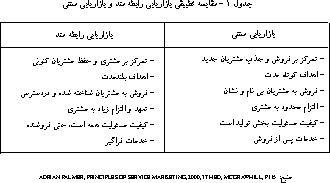 جدول ۱ - مقایسه تطبیقی بازاریابی رابطه مند و بازاریابی سنتی
بازاریابی سنتی
- تمرکز بر فروش و جذب مشتریان جدید
- اهداف کوتاه مدت
- فروش به مشتریان بی نام و نشان
- التزام محدود به مشتری
- کیفیت مسئولیت بخش تولید است
- خدمات پس از فروش
بازاریابی رابطه مند
- تمرکز بر مشتری و حفظ مشتریان کنونی
- اهداف بلندمدت
- فروش به مشتریان شناخته شده و دردسترس
- تعهد و التزام زیاد به مشتری
- کیفیت مسئولیت همه است، حتی فروشنده
- خدمات فراگیر
منبع: ADRIAN PALMER, PRINCIPLES OF SERVICE MARKETING, 2000, 1TH ED, MCGRAHILL, P116